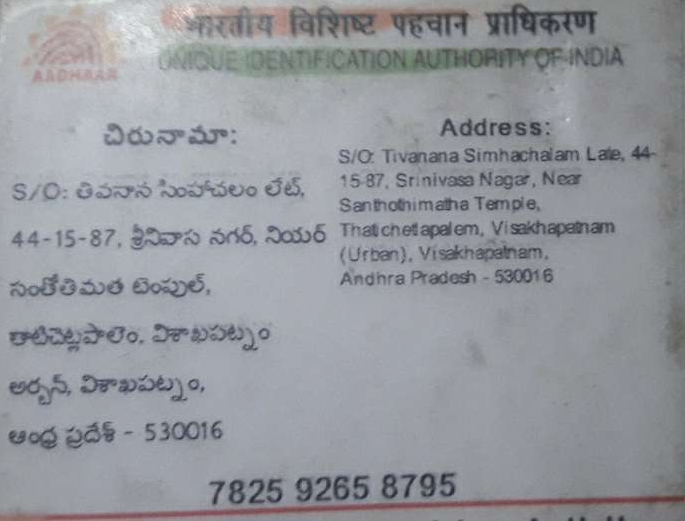 भारतीय विशिष्ट पहचान प्राधिकरण
UNIQUE IDENTIFICATION AUTHORITY OF INDIA
AADHAAR
చిరునామా:
S/O: తివనాన సింహాచలం లేట్,
44-15-87, శ్రీనివాస నగర్, నియర్
సంతోతిమత టెంపుల్,
తాటిచెట్లపాలెం, విశాఖపట్నం
అర్బన్, విశాఖపట్నం,
ఆంధ్ర ప్రదేశ్ - 530016
Address:
S/O: Tivanana Simhachalam Late, 44-
15-87, Srinivasa Nagar, Near
Santhothimatha Temple,
Thatichetlapalem, Visakhapatnam
(Urban), Visakhapatnam,
Andhra Pradesh - 530016
7825 9265 8795